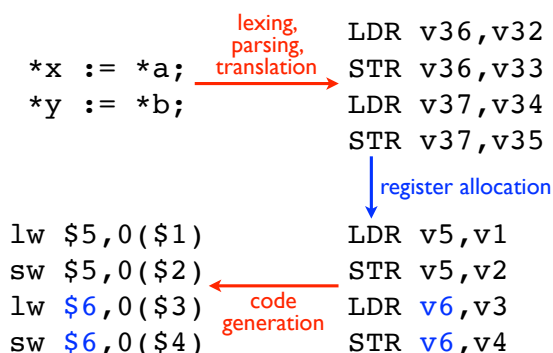 *x := *a;
*y := *b;
lexing,
parsing,
translation
LDR v36,v32
STR v36,v33
LDR v37,v34
STR v37,v35
register allocation
LDR v5,v1
STR v5,v2
LDR v6,v3
STR v6,v4
code
generation
lw $5,0($1)
sw $5,0($2)
lw $6,0($3)
sw $6,0($4)